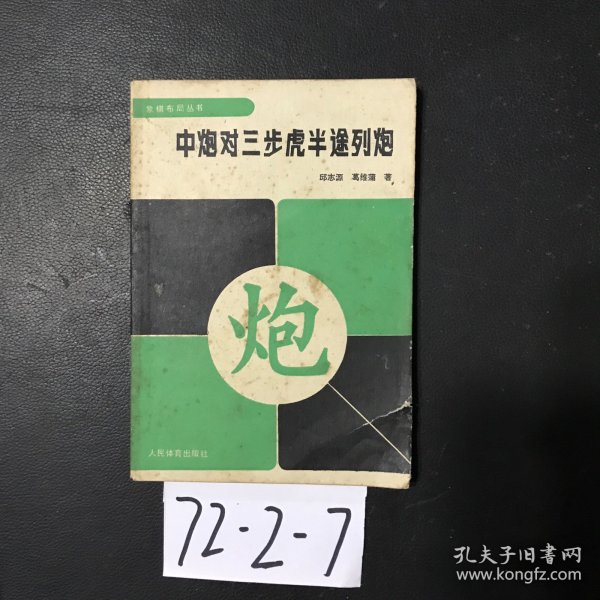 象棋布局丛书
中炮对三步虎半途列炮
邱志源 葛维蒲 著
炮
人民体育出版社
72-2-7
孔夫子旧書网
www.kongfz.com